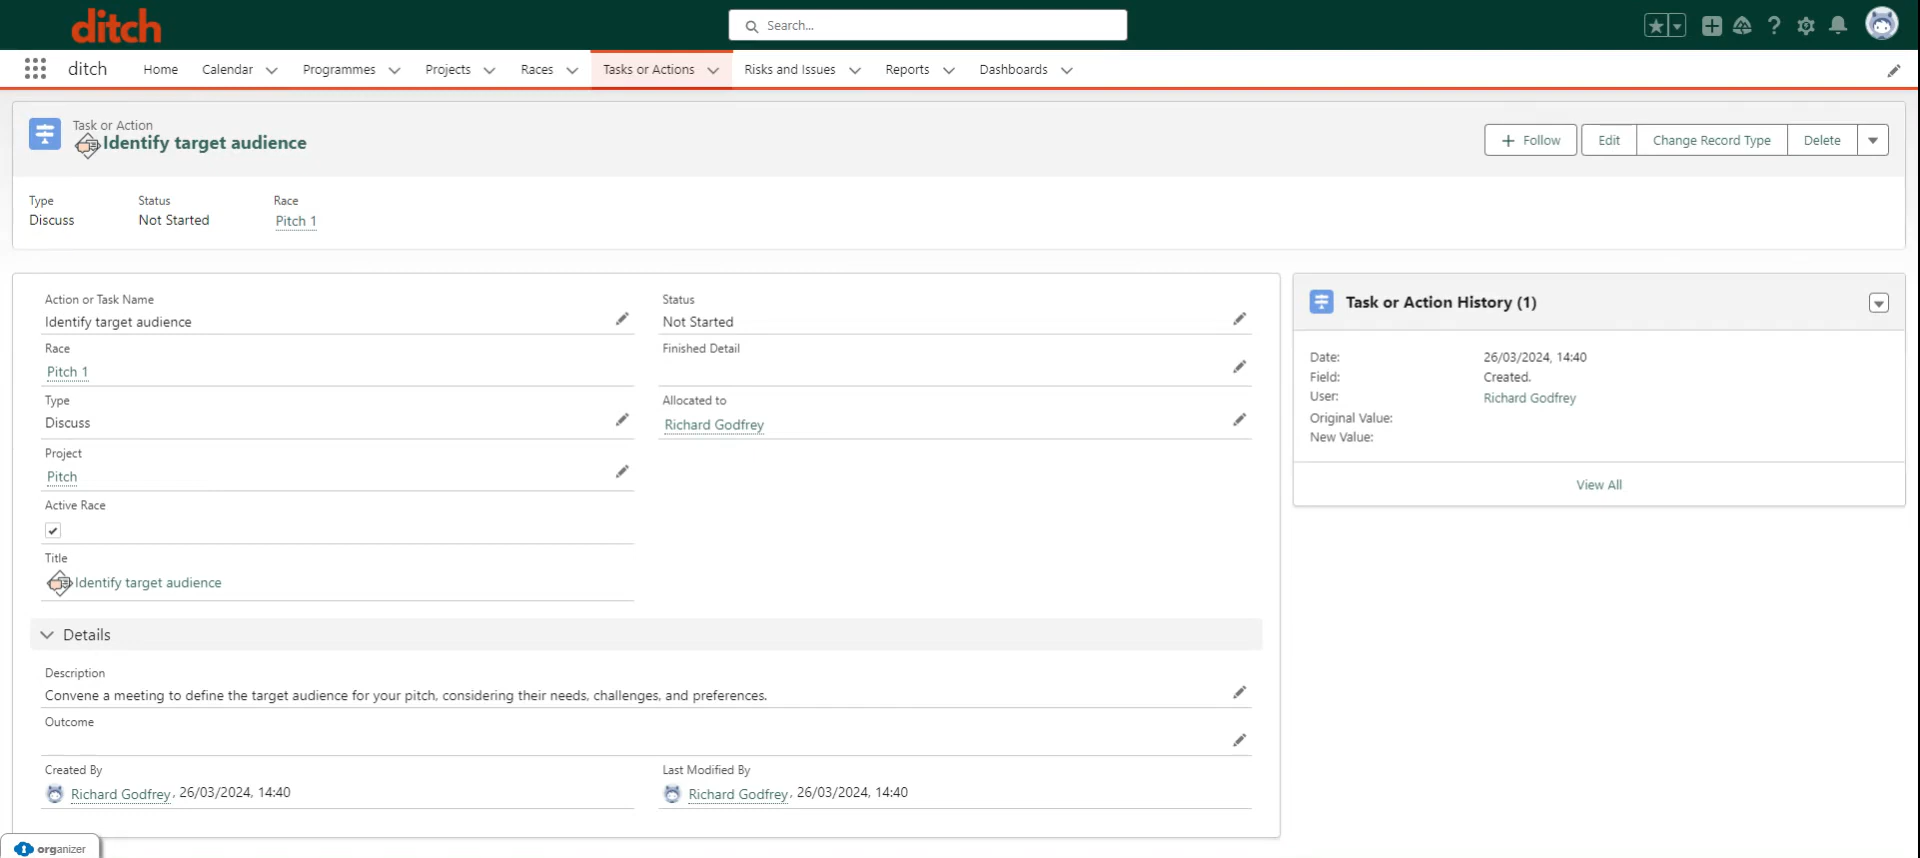 ditch
Search...
ditch Home Calendar Programmes Projects Races Tasks or Actions Risks and Issues Reports Dashboards
Task or Action
Identify target audience
Follow Edit Change Record Type Delete
Type Status Race
Discuss Not Started Pitch 1
Action or Task Name
Identify target audience
Status
Not Started
Race
Pitch 1
Finished Detail
Type
Discuss
Allocated to
Richard Godfrey
Project
Pitch
Active Race
Title
Identify target audience
Details
Description
Convene a meeting to define the target audience for your pitch, considering their needs, challenges, and preferences.
Outcome
Created By
Richard Godfrey, 26/03/2024, 14:40
Last Modified By
Richard Godfrey, 26/03/2024, 14:40
Task or Action History (1)
Date: 26/03/2024, 14:40
Field: Created.
User: Richard Godfrey
Original Value:
New Value:
View All
organizer